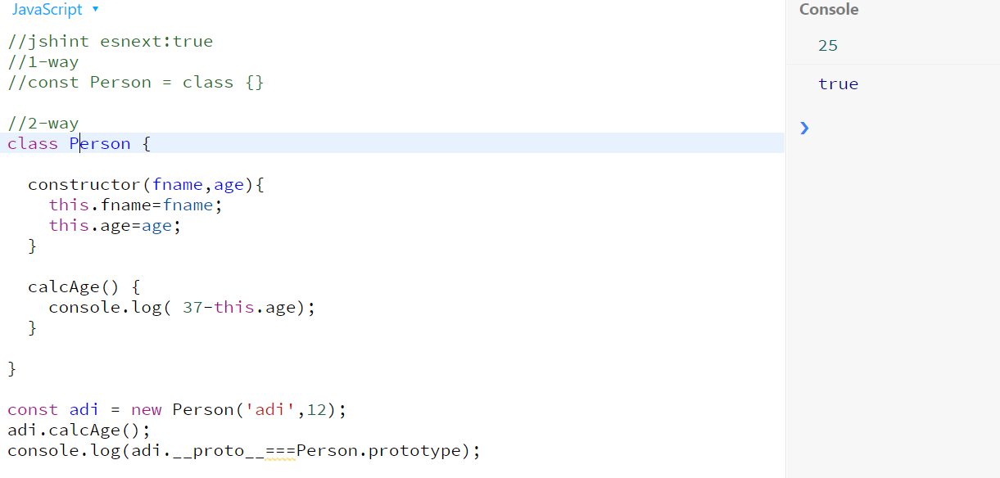 JavaScript
//jshint esnext:true
//1-way
//const Person = class {}
//2-way
class Person {
constructor(fname,age){
this.fname=fname;
this.age=age;
}
calcAge() {
console.log( 37-this.age);
}
}
const adi = new Person('adi',12);
adi.calcAge();
console.log(adi.__proto__===Person.prototype);
Console
25
true